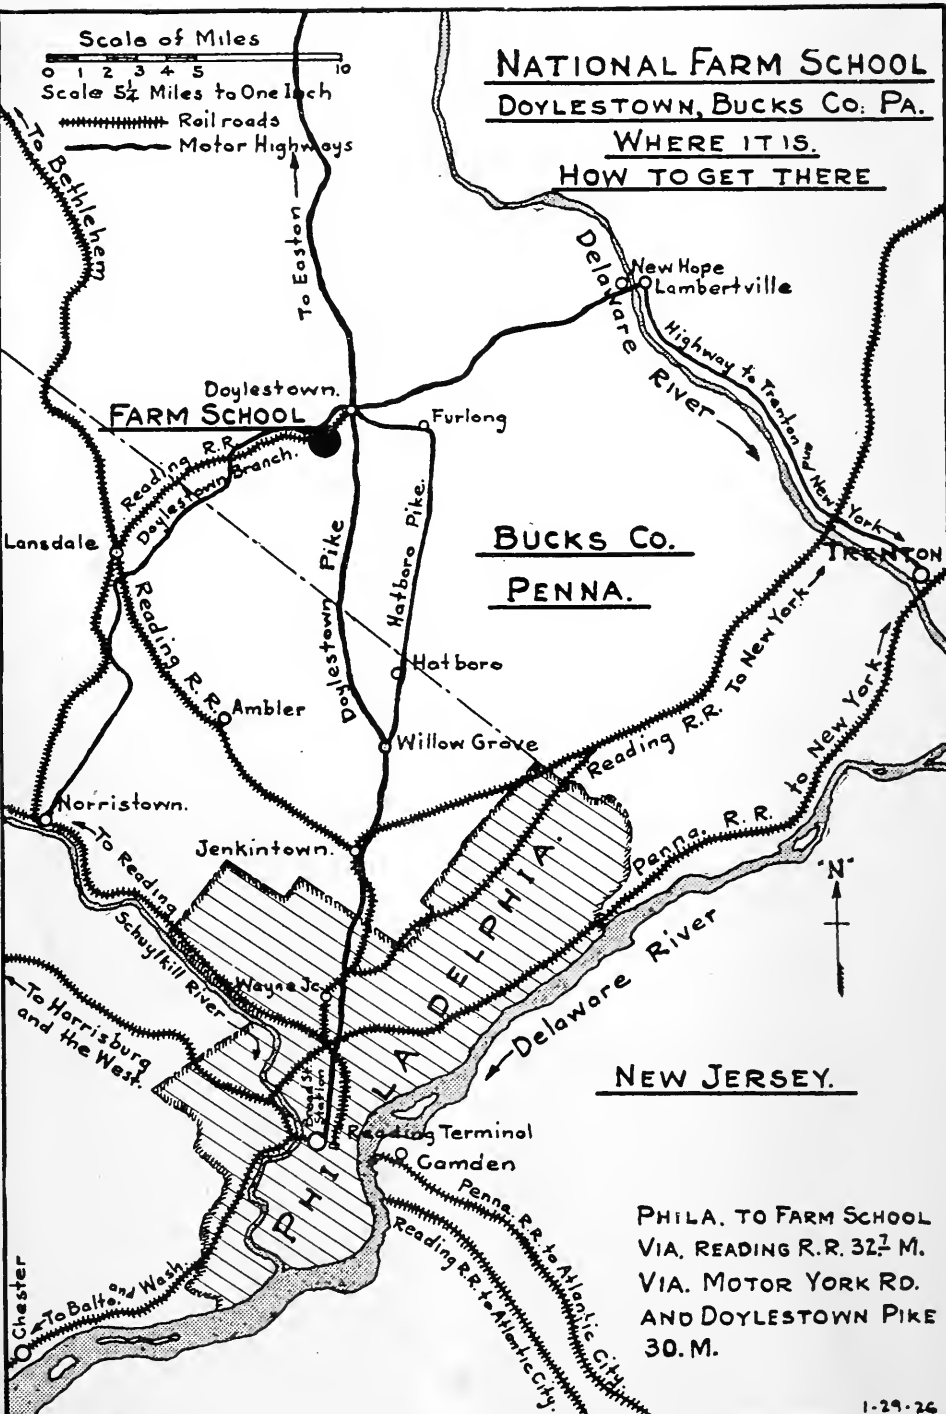 Scale of Miles
0 1 2 3 4 5 10
Scale 5¼ Miles to One Inch
Railroads
Motor Highways
NATIONAL FARM SCHOOL
DOYLESTOWN, BUCKS CO. PA.
WHERE IT IS.
HOW TO GET THERE
To Bethlehem
To Easton
Delaware River
New Hope
Lambertville
Highway to Trenton and New York
Doylestown.
FARM SCHOOL
Furlong
Reading R.R.
Doylestown Branch.
Lansdale
Doylestown Pike
Hatboro Pike.
BUCKS CO.
PENNA.
TRENTON
Reading R.R.
Hatboro
Ambler
Willow Grove
Reading R.R. To New York
Norristown.
To Reading
Jenkintown.
Penna. R.R. to New York
"N"
Schuylkill River
Wayne Jc.
PHILADELPHIA.
Delaware River
To Harrisburg
and the West.
Broad St.
Station
NEW JERSEY.
Reading Terminal
Camden
Penna. R.R. to Atlantic City.
Reading R.R. to Atlantic City.
Chester
To Balto. and Wash.
PHILA. TO FARM SCHOOL
VIA. READING R.R. 32.7 M.
VIA. MOTOR YORK RD.
AND DOYLESTOWN PIKE
30. M.
1-29-26